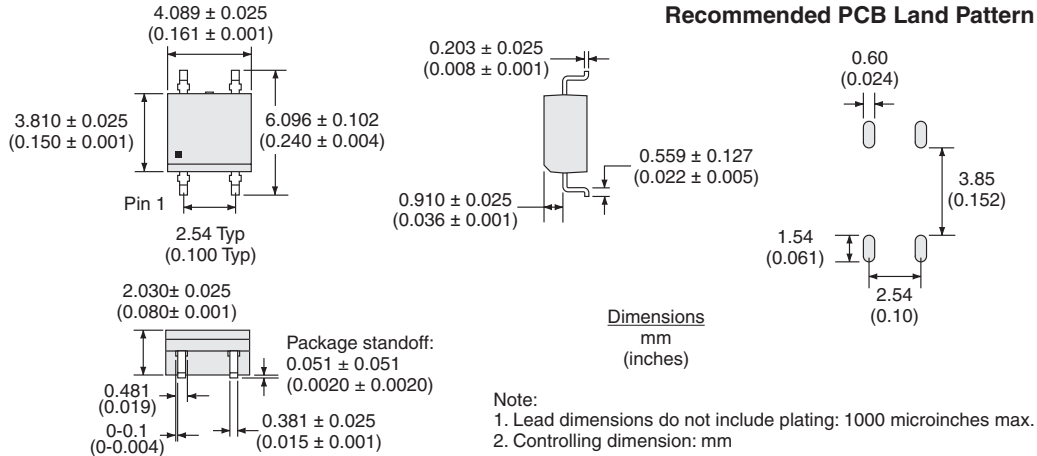 Recommended PCB Land Pattern
4.089 ± 0.025
(0.161 ± 0.001)
3.810 ± 0.025
(0.150 ± 0.001)
6.096 ± 0.102
(0.240 ± 0.004)
Pin 1
2.54 Typ
(0.100 Typ)
0.203 ± 0.025
(0.008 ± 0.001)
0.559 ± 0.127
(0.022 ± 0.005)
0.910 ± 0.025
(0.036 ± 0.001)
0.60
(0.024)
3.85
(0.152)
1.54
(0.061)
2.54
(0.10)
2.030± 0.025
(0.080± 0.001)
Package standoff:
0.051 ± 0.051
(0.0020 ± 0.0020)
0.481
(0.019)
0-0.1
(0-0.004)
0.381 ± 0.025
(0.015 ± 0.001)
Dimensions
mm
(inches)
Note:
1. Lead dimensions do not include plating: 1000 microinches max.
2. Controlling dimension: mm